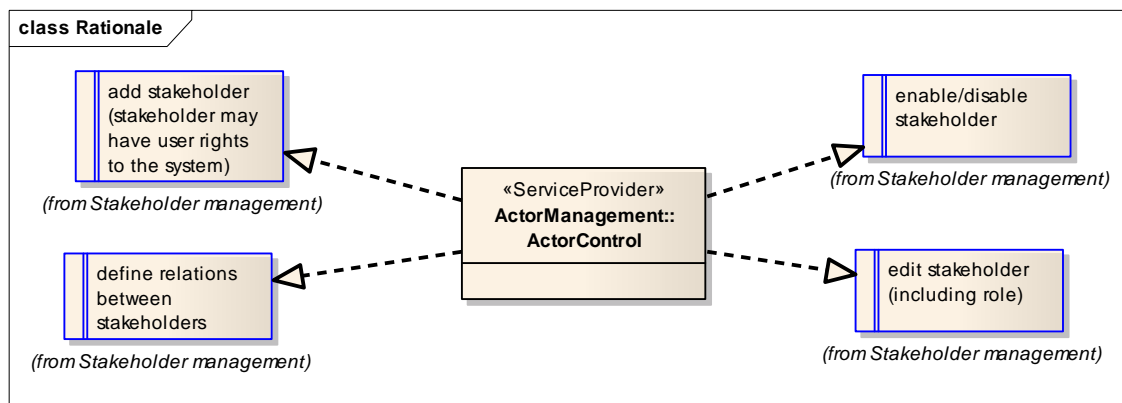 class Rationale
add stakeholder
(stakeholder may
have user rights
to the system)
(from Stakeholder management)
define relations
between
stakeholders
(from Stakeholder management)
«ServiceProvider»
ActorManagement::
ActorControl
enable/disable
stakeholder
(from Stakeholder management)
edit stakeholder
(including role)
(from Stakeholder management)